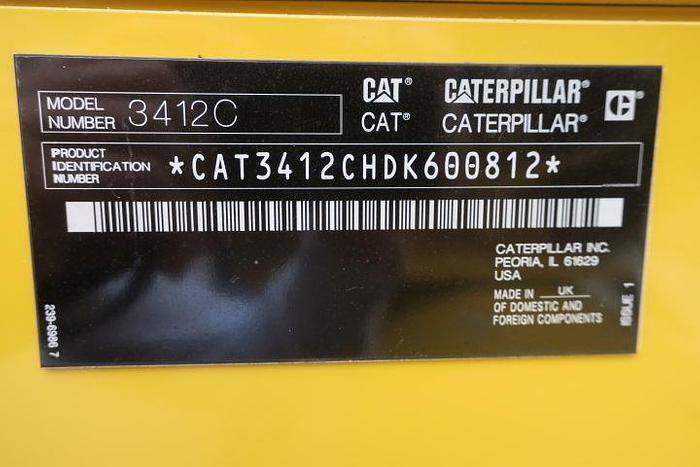 CAT® CATERPILLAR®
MODEL NUMBER 3412C
CAT® CATERPILLAR®
PRODUCT IDENTIFICATION NUMBER *CAT3412CHDK600812*
CATERPILLAR INC.
PEORIA, IL 61629
USA
MADE IN UK
OF DOMESTIC AND
FOREIGN COMPONENTS
ISSUE 1
239-6986 7